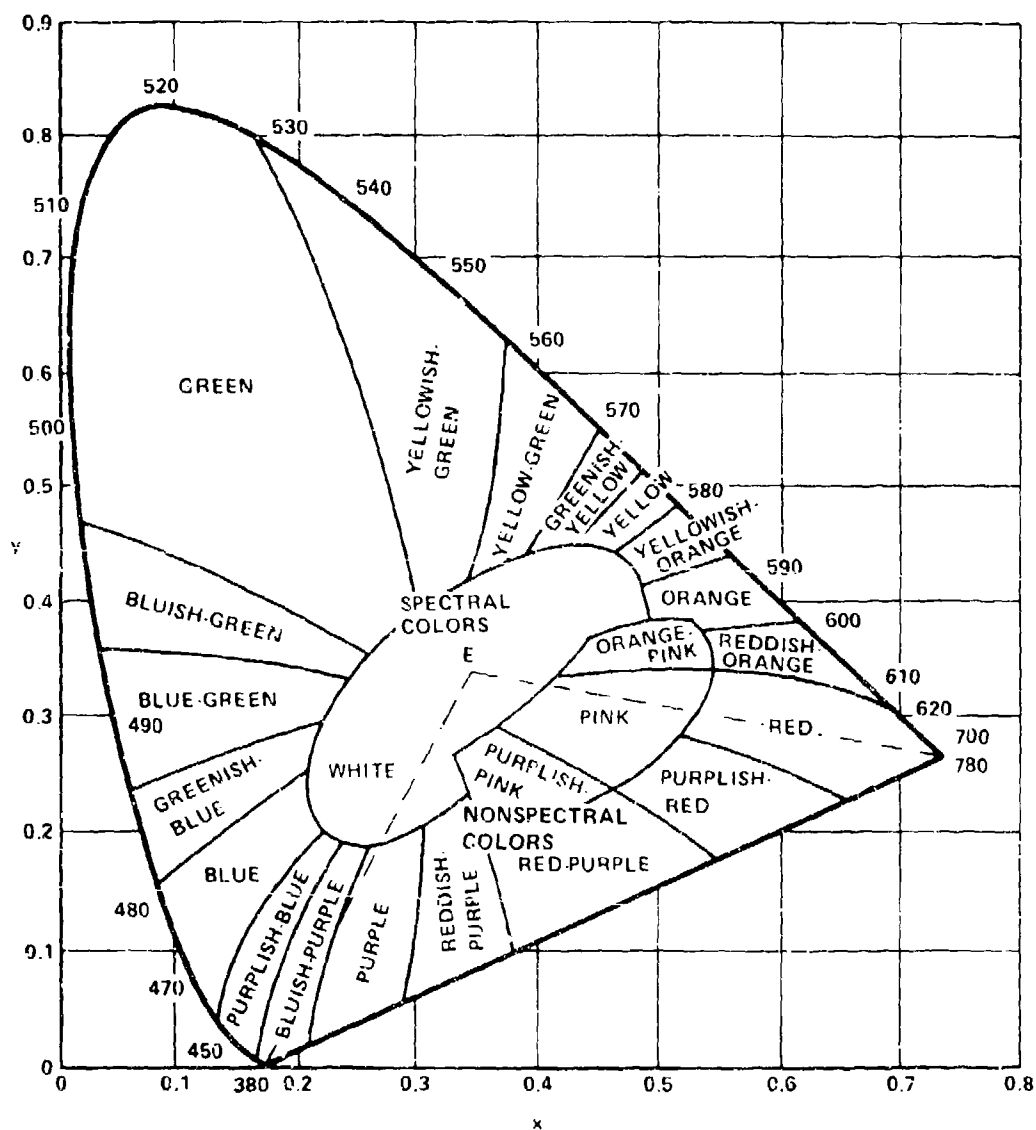 0.9
520
530
0.8
540
510
0.7
550
560
0.6
GREEN
YELLOWISH-
GREEN
570
500
YELLOW-GREEN
GREENISH-
YELLOW
YELLOW
580
0.5
YELLOWISH-
ORANGE
Y
590
0.4
BLUISH-GREEN
SPECTRAL
COLORS
ORANGE
600
ORANGE-
PINK
REDDISH-
ORANGE
E
610
BLUE-GREEN
620
0.3
490
PINK
RED
700
780
WHITE
GREENISH-
BLUE
PURPLISH-
PINK
PURPLISH-
RED
NONSPECTRAL
COLORS
0.2
BLUE
RED-PURPLE
480
PURPLISH-BLUE
BLUISH-PURPLE
PURPLE
REDDISH-
PURPLE
0.1
470
450
0
380
0 0.1 0.2 0.3 0.4 0.5 0.6 0.7 0.8
x